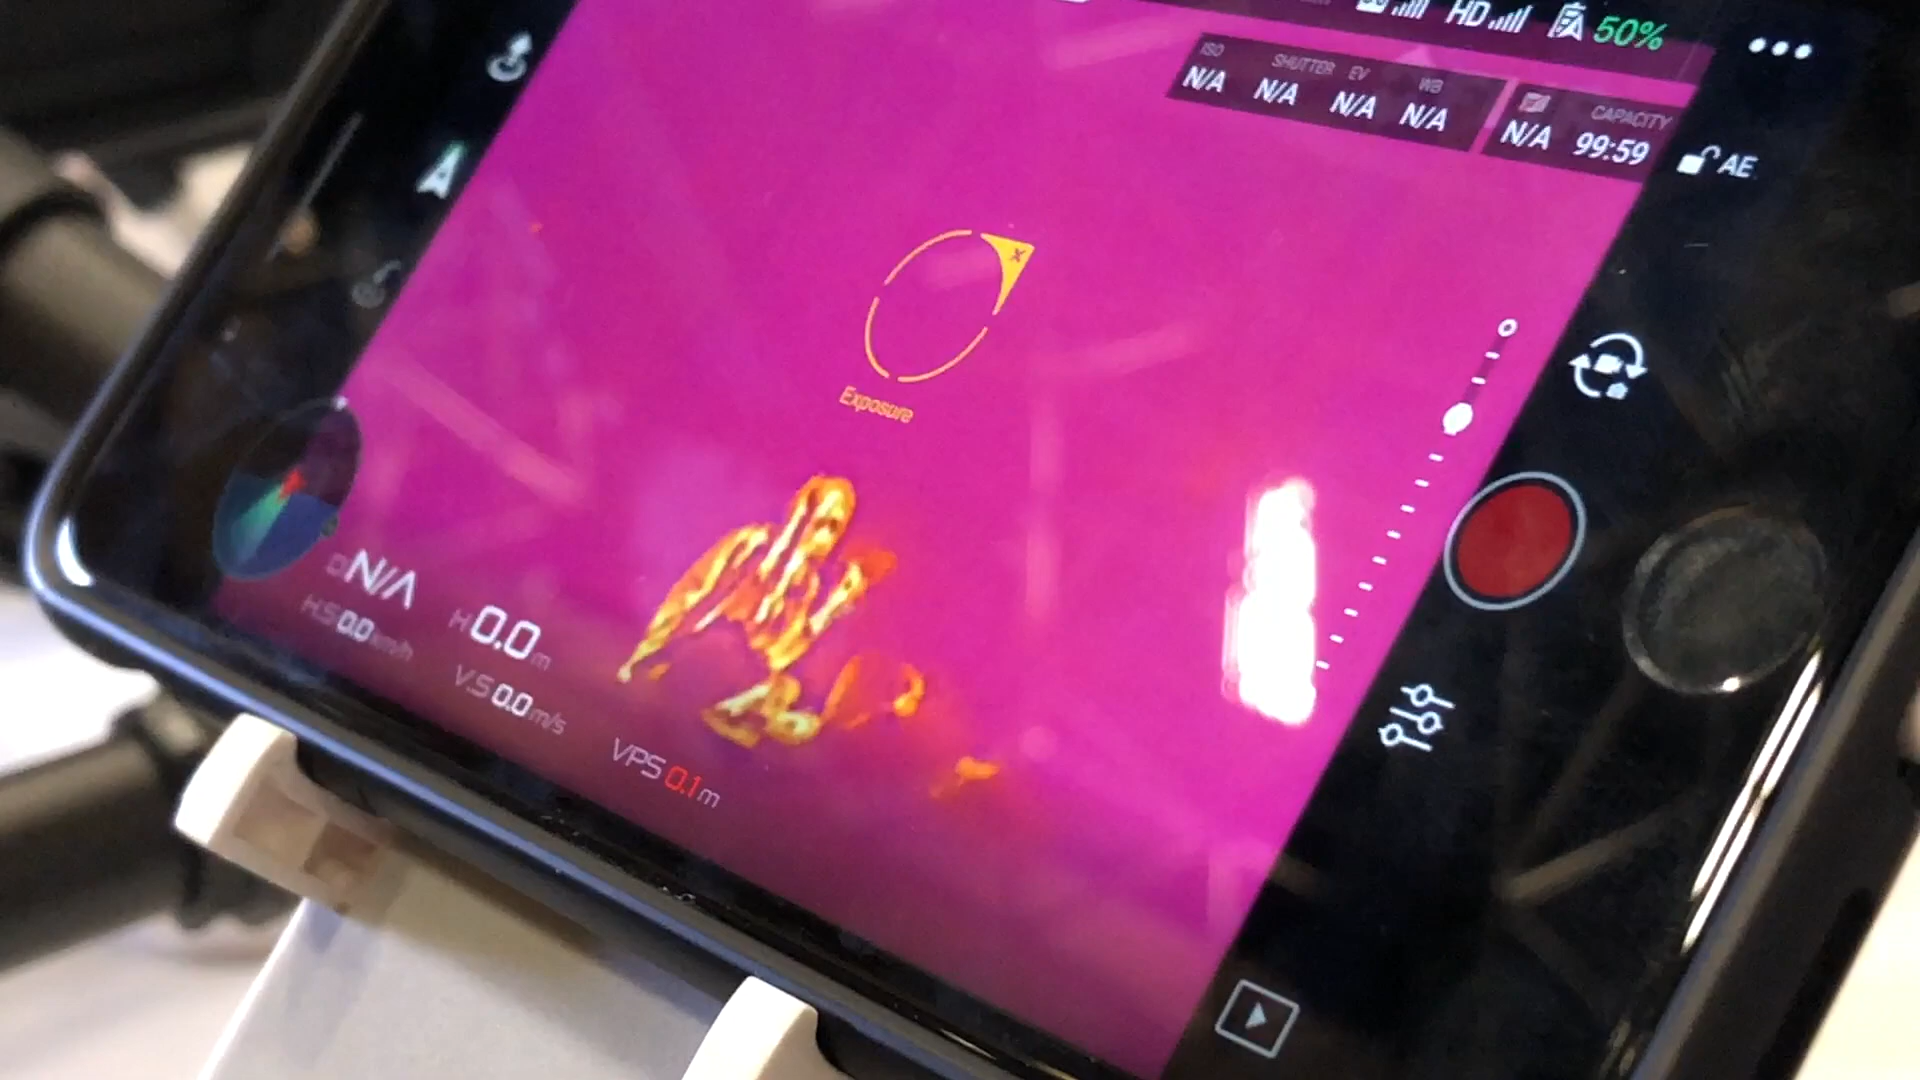 HD 50%
ISO SHUTTER EV WB CAPACITY
N/A N/A N/A N/A N/A 99:59
AE
x
Exposure
D N/A H 0.0 m
H.S 0.0 km/h V.S 0.0 m/s
VPS 0.1 m